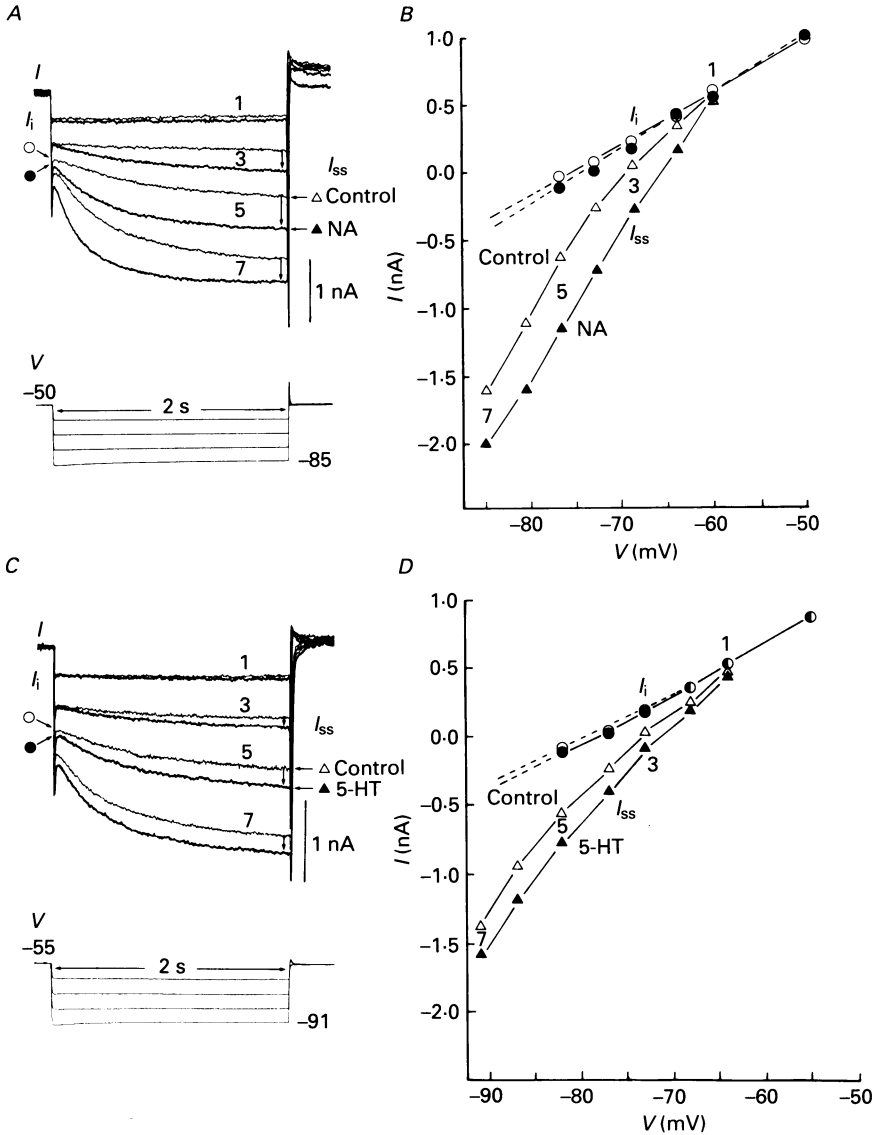 A
I
1
Ii
3
Iss
Control
5
NA
7
1 nA
V
−50
2 s
−85
B
1·0
0·5
0·0
−0·5
−1·0
−1·5
−2·0
I (nA)
1
Ii
3
Iss
Control
5
NA
7
−80
−70
−60
−50
V (mV)
C
I
1
Ii
3
Iss
5
Control
5-HT
7
1 nA
V
−55
2 s
−91
D
1·0
0·5
0·0
−0·5
−1·0
−1·5
−2·0
I (nA)
1
Ii
3
Control
Iss
5
5-HT
7
−90
−80
−70
−60
−50
V (mV)